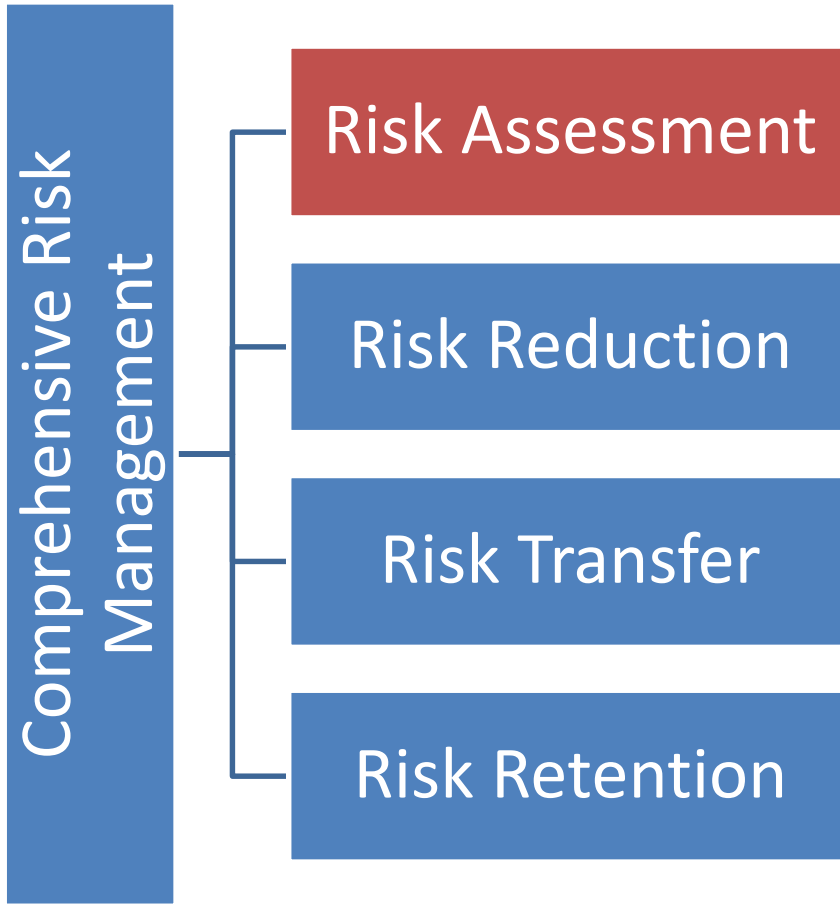 Comprehensive Risk
Management
Risk Assessment
Risk Reduction
Risk Transfer
Risk Retention